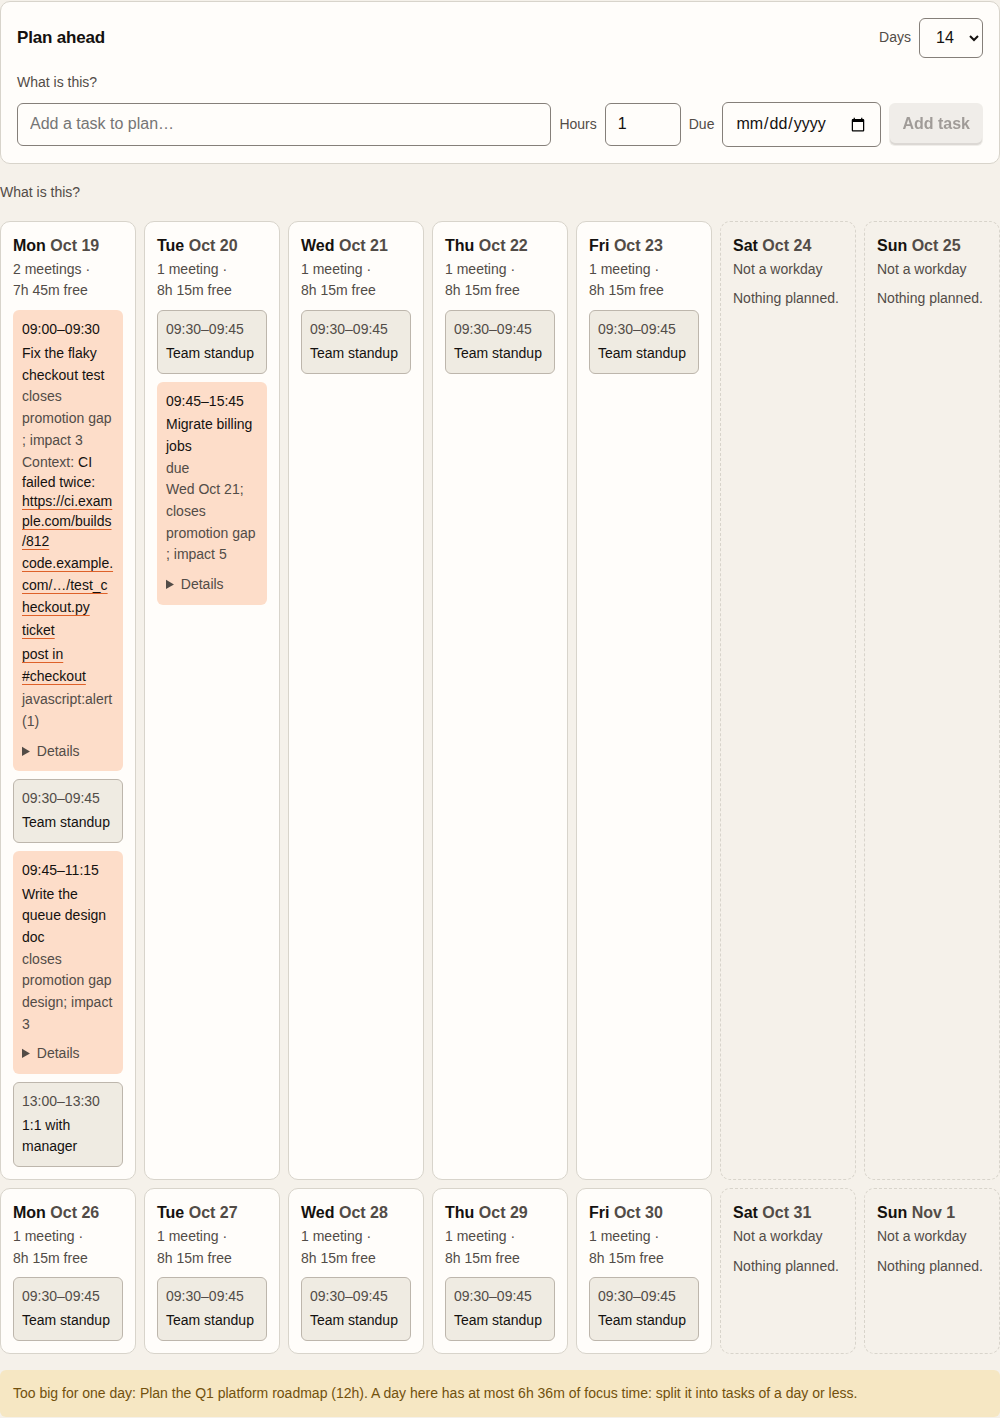 Plan ahead
Days 14
What is this?
Add a task to plan… Hours 1 Due mm/dd/yyyy Add task
What is this?
Mon Oct 19
2 meetings ·
7h 45m free
09:00–09:30
Fix the flaky
checkout test
closes
promotion gap
; impact 3
Context: CI
failed twice:
https://ci.exam
ple.com/builds
/812
code.example.
com/…/test_c
heckout.py
ticket
post in
#checkout
javascript:alert
(1)
Details
09:30–09:45
Team standup
09:45–11:15
Write the
queue design
doc
closes
promotion gap
design; impact
3
Details
13:00–13:30
1:1 with
manager
Tue Oct 20
1 meeting ·
8h 15m free
09:30–09:45
Team standup
09:45–15:45
Migrate billing
jobs
due
Wed Oct 21;
closes
promotion gap
; impact 5
Details
Wed Oct 21
1 meeting ·
8h 15m free
09:30–09:45
Team standup
Thu Oct 22
1 meeting ·
8h 15m free
09:30–09:45
Team standup
Fri Oct 23
1 meeting ·
8h 15m free
09:30–09:45
Team standup
Sat Oct 24
Not a workday
Nothing planned.
Sun Oct 25
Not a workday
Nothing planned.
Mon Oct 26
1 meeting ·
8h 15m free
09:30–09:45
Team standup
Tue Oct 27
1 meeting ·
8h 15m free
09:30–09:45
Team standup
Wed Oct 28
1 meeting ·
8h 15m free
09:30–09:45
Team standup
Thu Oct 29
1 meeting ·
8h 15m free
09:30–09:45
Team standup
Fri Oct 30
1 meeting ·
8h 15m free
09:30–09:45
Team standup
Sat Oct 31
Not a workday
Nothing planned.
Sun Nov 1
Not a workday
Nothing planned.
Too big for one day: Plan the Q1 platform roadmap (12h). A day here has at most 6h 36m of focus time: split it into tasks of a day or less.